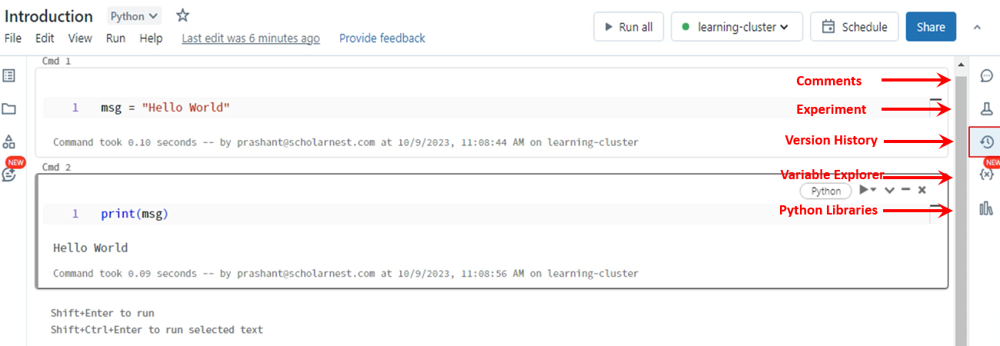 Introduction Python
File Edit View Run Help Last edit was 6 minutes ago Provide feedback
Run all learning-cluster Schedule Share
Cmd 1
1 msg = "Hello World"
Command took 0.10 seconds -- by prashant@scholarnest.com at 10/9/2023, 11:08:44 AM on learning-cluster
NEW
Cmd 2
Python
1 print(msg)
Hello World
Command took 0.09 seconds -- by prashant@scholarnest.com at 10/9/2023, 11:08:56 AM on learning-cluster
Shift+Enter to run
Shift+Ctrl+Enter to run selected text
Comments
Experiment
Version History
NEW
Variable Explorer
{x}
Python Libraries